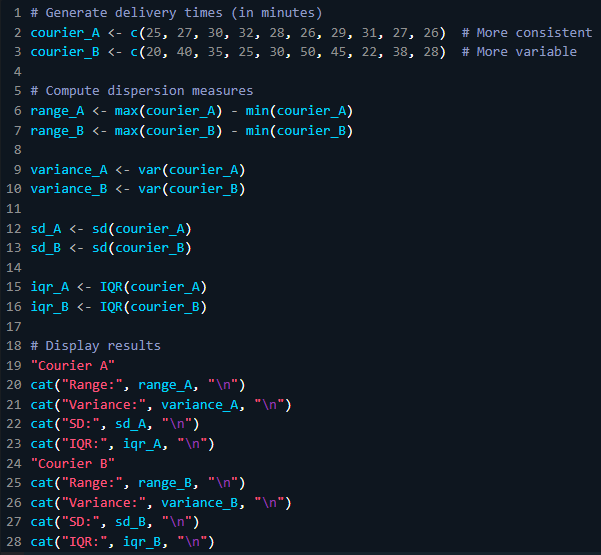 1 # Generate delivery times (in minutes)
2 courier_A <- c(25, 27, 30, 32, 28, 26, 29, 31, 27, 26)  # More consistent
3 courier_B <- c(20, 40, 35, 25, 30, 50, 45, 22, 38, 28)  # More variable
4
5 # Compute dispersion measures
6 range_A <- max(courier_A) - min(courier_A)
7 range_B <- max(courier_B) - min(courier_B)
8
9 variance_A <- var(courier_A)
10 variance_B <- var(courier_B)
11
12 sd_A <- sd(courier_A)
13 sd_B <- sd(courier_B)
14
15 iqr_A <- IQR(courier_A)
16 iqr_B <- IQR(courier_B)
17
18 # Display results
19 "Courier A"
20 cat("Range:", range_A, "\n")
21 cat("Variance:", variance_A, "\n")
22 cat("SD:", sd_A, "\n")
23 cat("IQR:", iqr_A, "\n")
24 "Courier B"
25 cat("Range:", range_B, "\n")
26 cat("Variance:", variance_B, "\n")
27 cat("SD:", sd_B, "\n")
28 cat("IQR:", iqr_B, "\n")